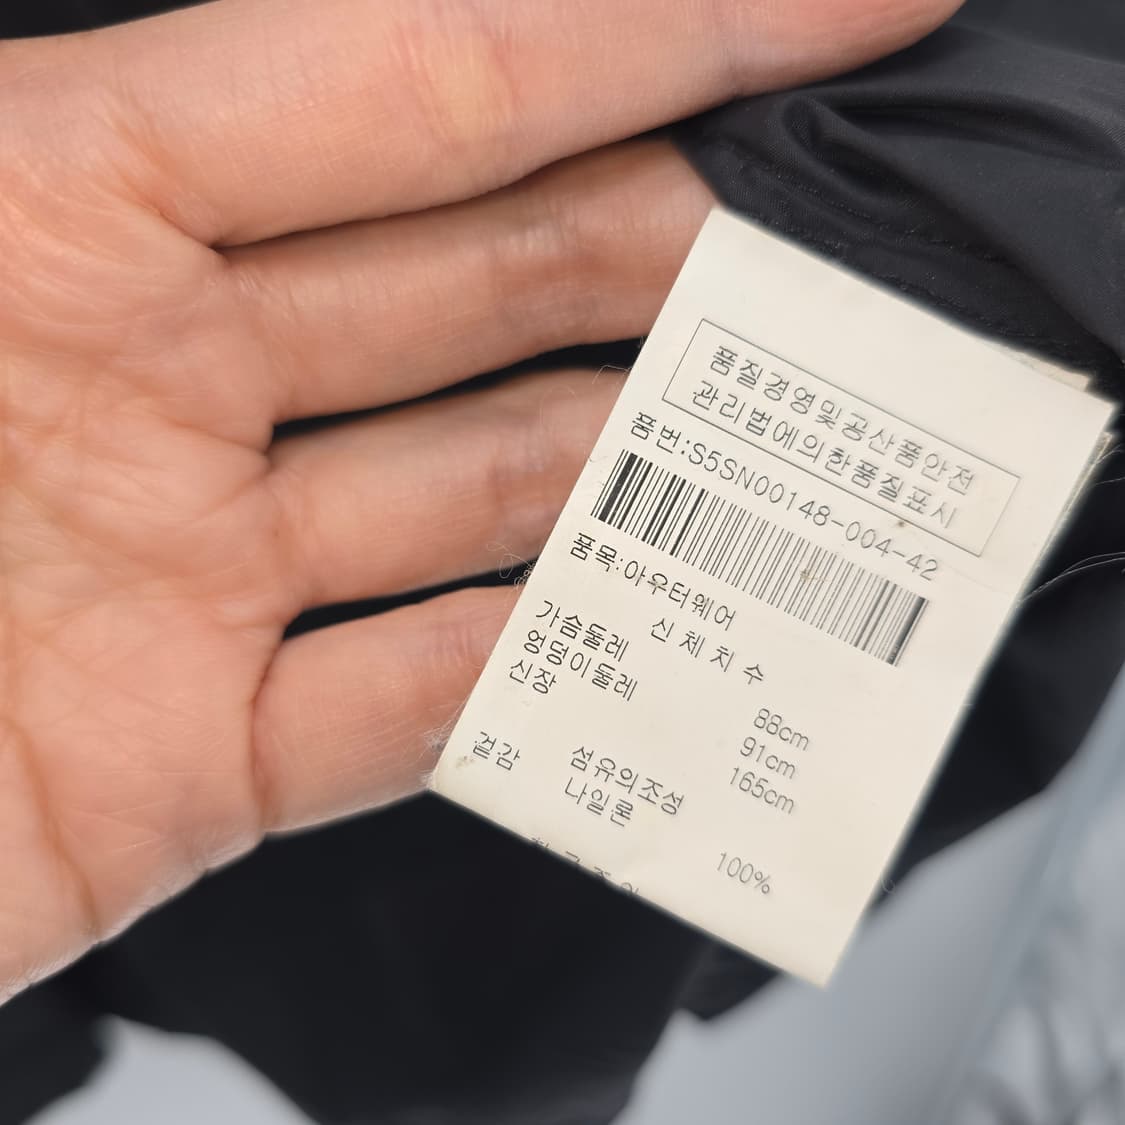 품질경영및공산품안전
관리법에의한품질표시
품번:S5SN00148-004-42
품목:아우터웨어
신체치수
가슴둘레 88cm
엉덩이둘레 91cm
신장 165cm
섬유의조성
겉감 나일론 100%